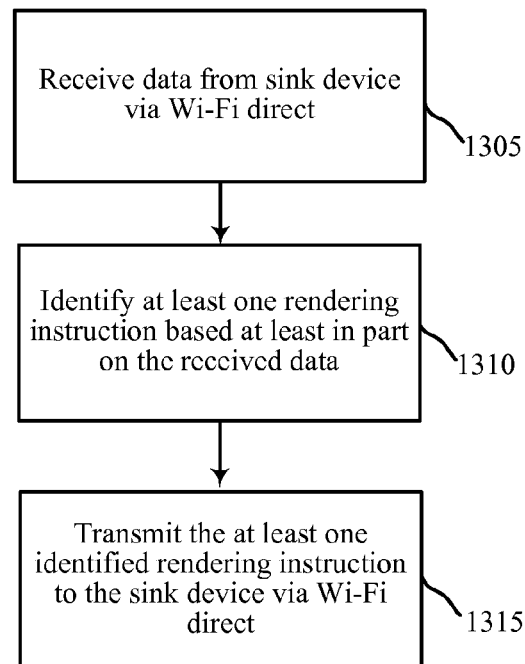 Receive data from sink device
via Wi-Fi direct
1305
Identify at least one rendering
instruction based at least in part
on the received data
1310
Transmit the at least one
identified rendering instruction
to the sink device via Wi-Fi
direct
1315